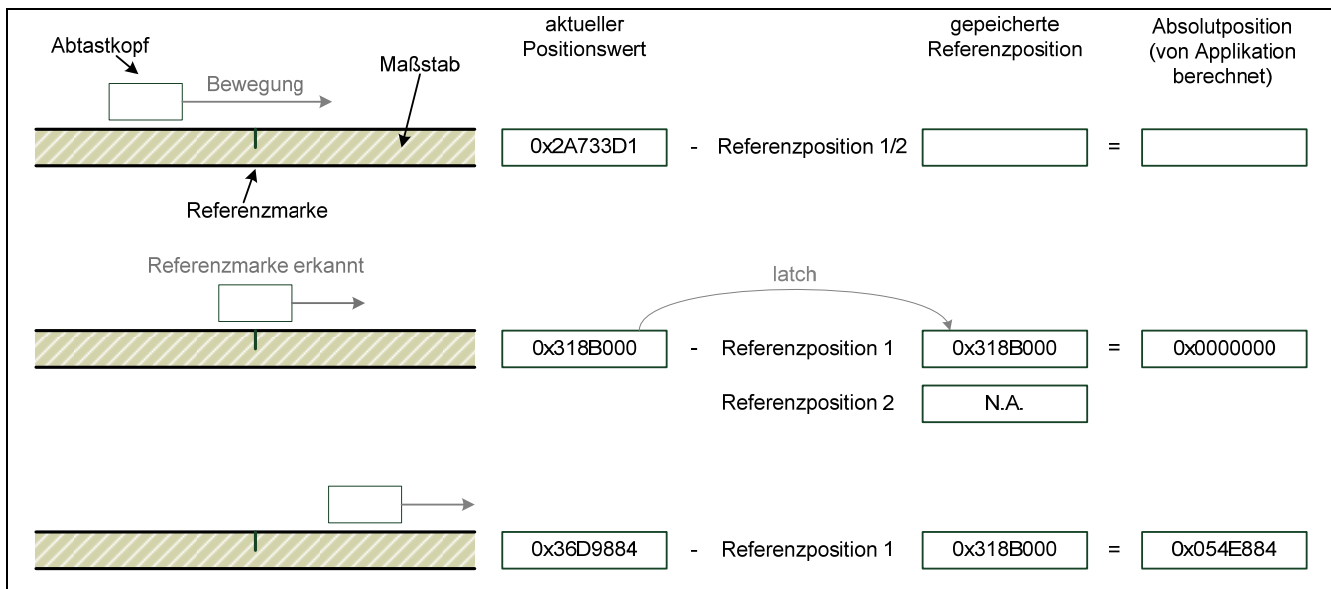 aktueller
Positionswert
gepeicherte
Referenzposition
Absolutposition
(von Applikation
berechnet)
Abtastkopf
Maßstab
Bewegung
0x2A733D1 - Referenzposition 1/2 =
Referenzmarke
Referenzmarke erkannt
latch
0x318B000 - Referenzposition 1 0x318B000 = 0x0000000
Referenzposition 2 N.A.
0x36D9884 - Referenzposition 1 0x318B000 = 0x054E884